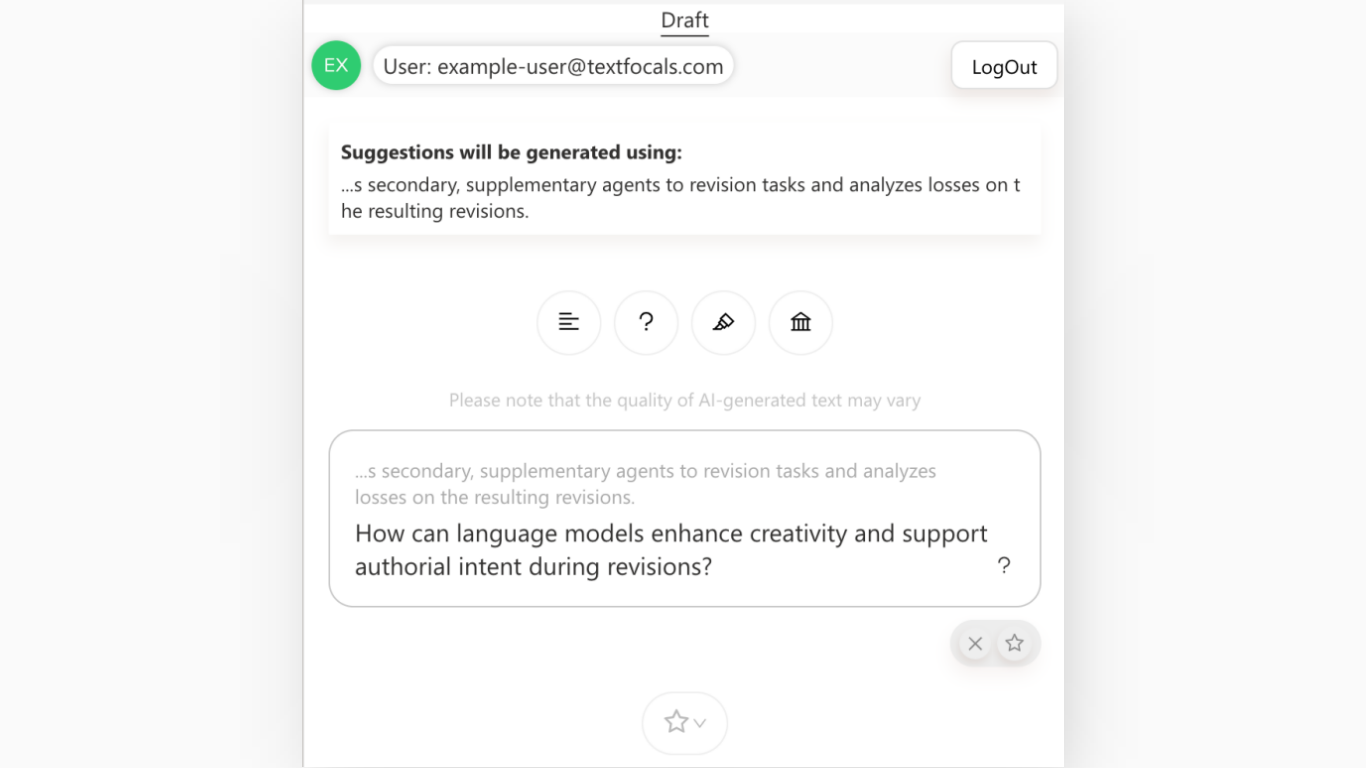 Draft
EX
User: example-user@textfocals.com
LogOut
Suggestions will be generated using:
...s secondary, supplementary agents to revision tasks and analyzes losses on t
he resulting revisions.
?
Please note that the quality of AI-generated text may vary
...s secondary, supplementary agents to revision tasks and analyzes
losses on the resulting revisions.
How can language models enhance creativity and support
authorial intent during revisions?
?